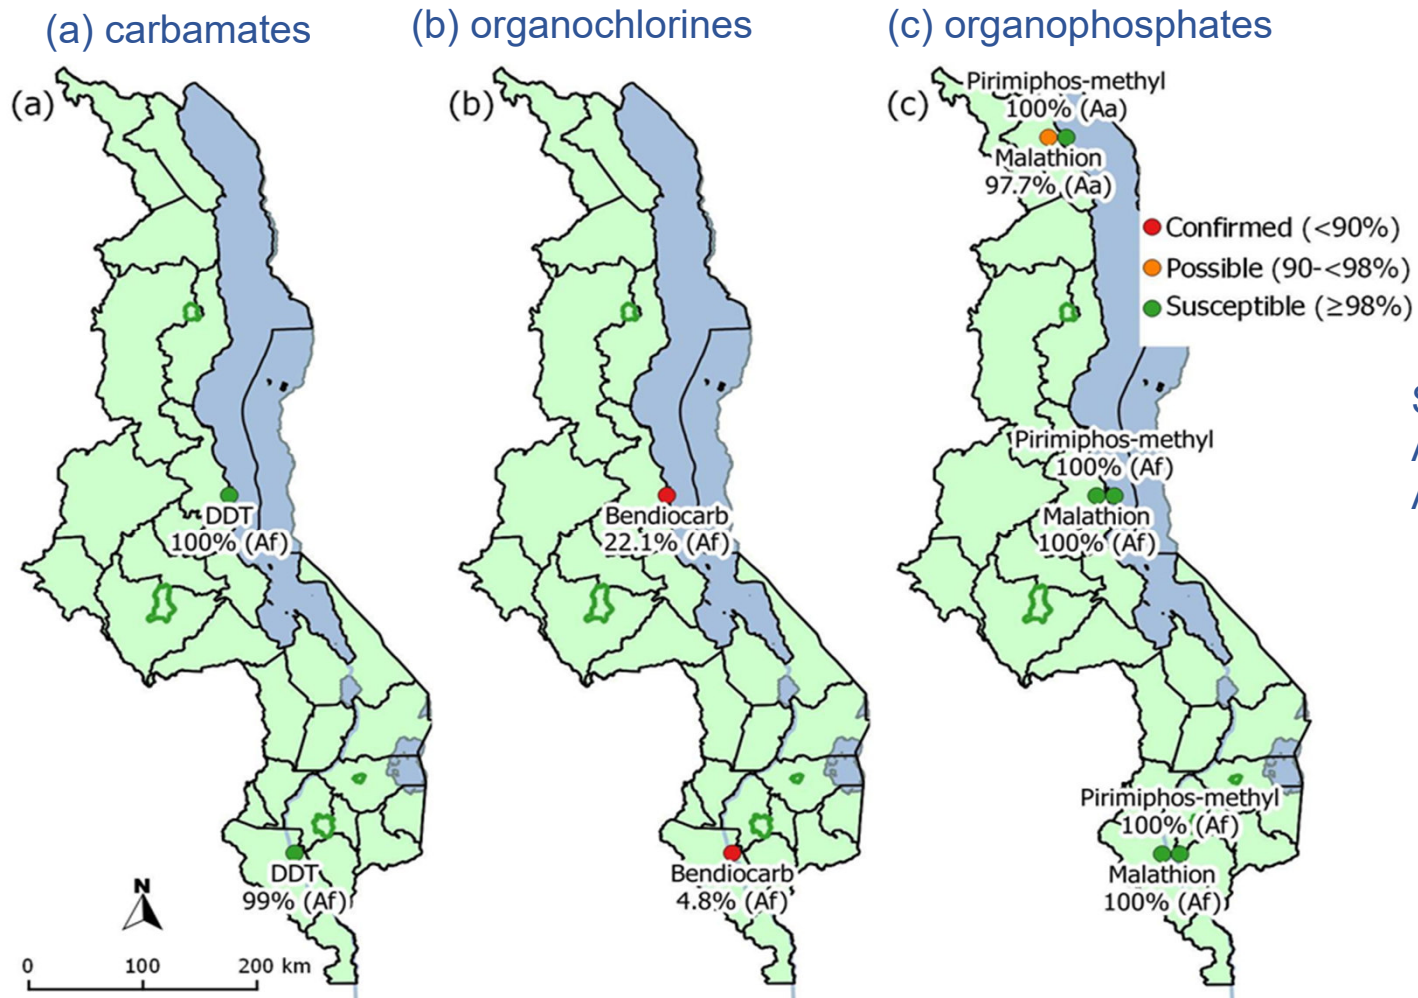 (a) carbamates
(b) organochlorines
(c) organophosphates
(a)
DDT
100% (Af)
DDT
99% (Af)
N
0 100 200 km
(b)
Bendiocarb
22.1% (Af)
Bendiocarb
4.8% (Af)
(c)
Pirimiphos-methyl
100% (Aa)
Malathion
97.7% (Aa)
Confirmed (<90%)
Possible (90-<98%)
Susceptible (≥98%)
Pirimiphos-methyl
100% (Af)
Malathion
100% (Af)
Pirimiphos-methyl
100% (Af)
Malathion
100% (Af)